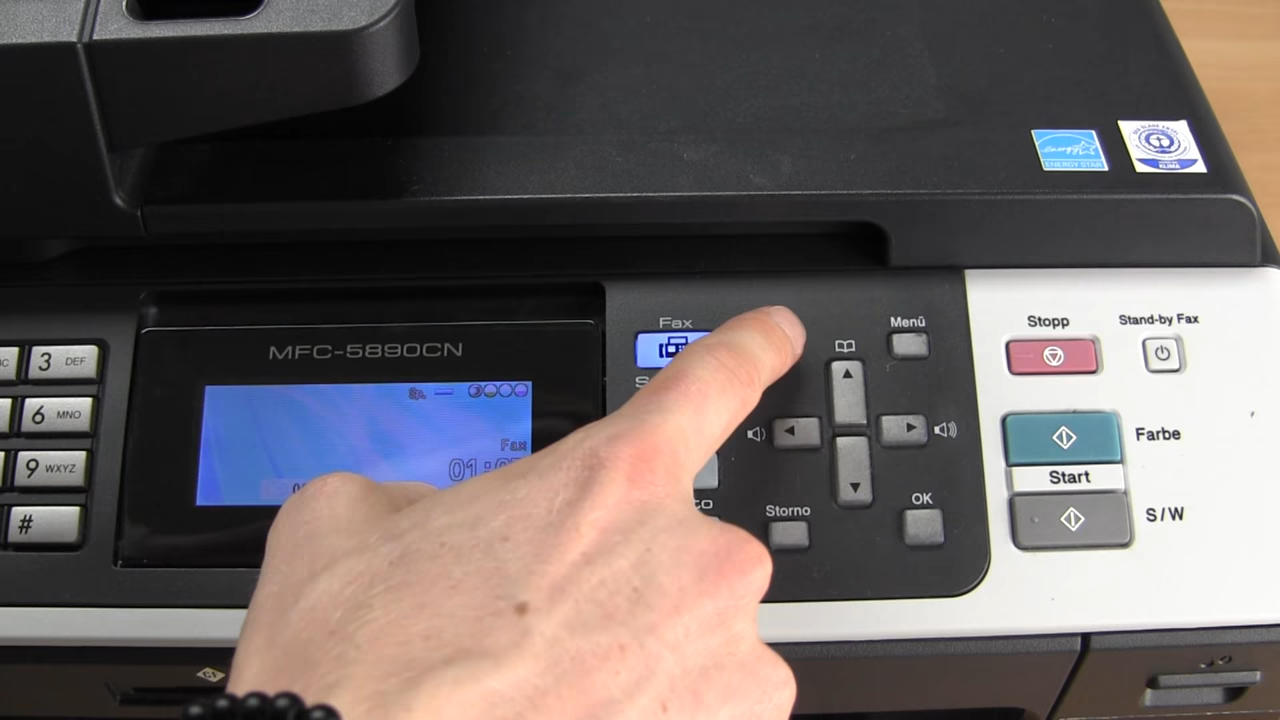 ENERGY STAR
KLIMA
Fax
Menü
Stopp
Stand-by Fax
MFC-5890CN
3 DEF
6 MNO
9 WXYZ
#
Fax
Farbe
Start
S/W
Storno
OK